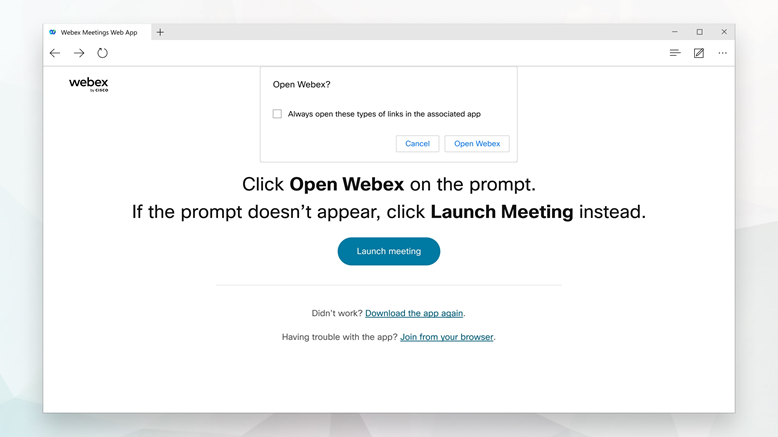 Webex Meetings Web App
webex
by CISCO
Open Webex?
Always open these types of links in the associated app
Cancel
Open Webex
Click Open Webex on the prompt.
If the prompt doesn’t appear, click Launch Meeting instead.
Launch meeting
Didn’t work? Download the app again.
Having trouble with the app? Join from your browser.